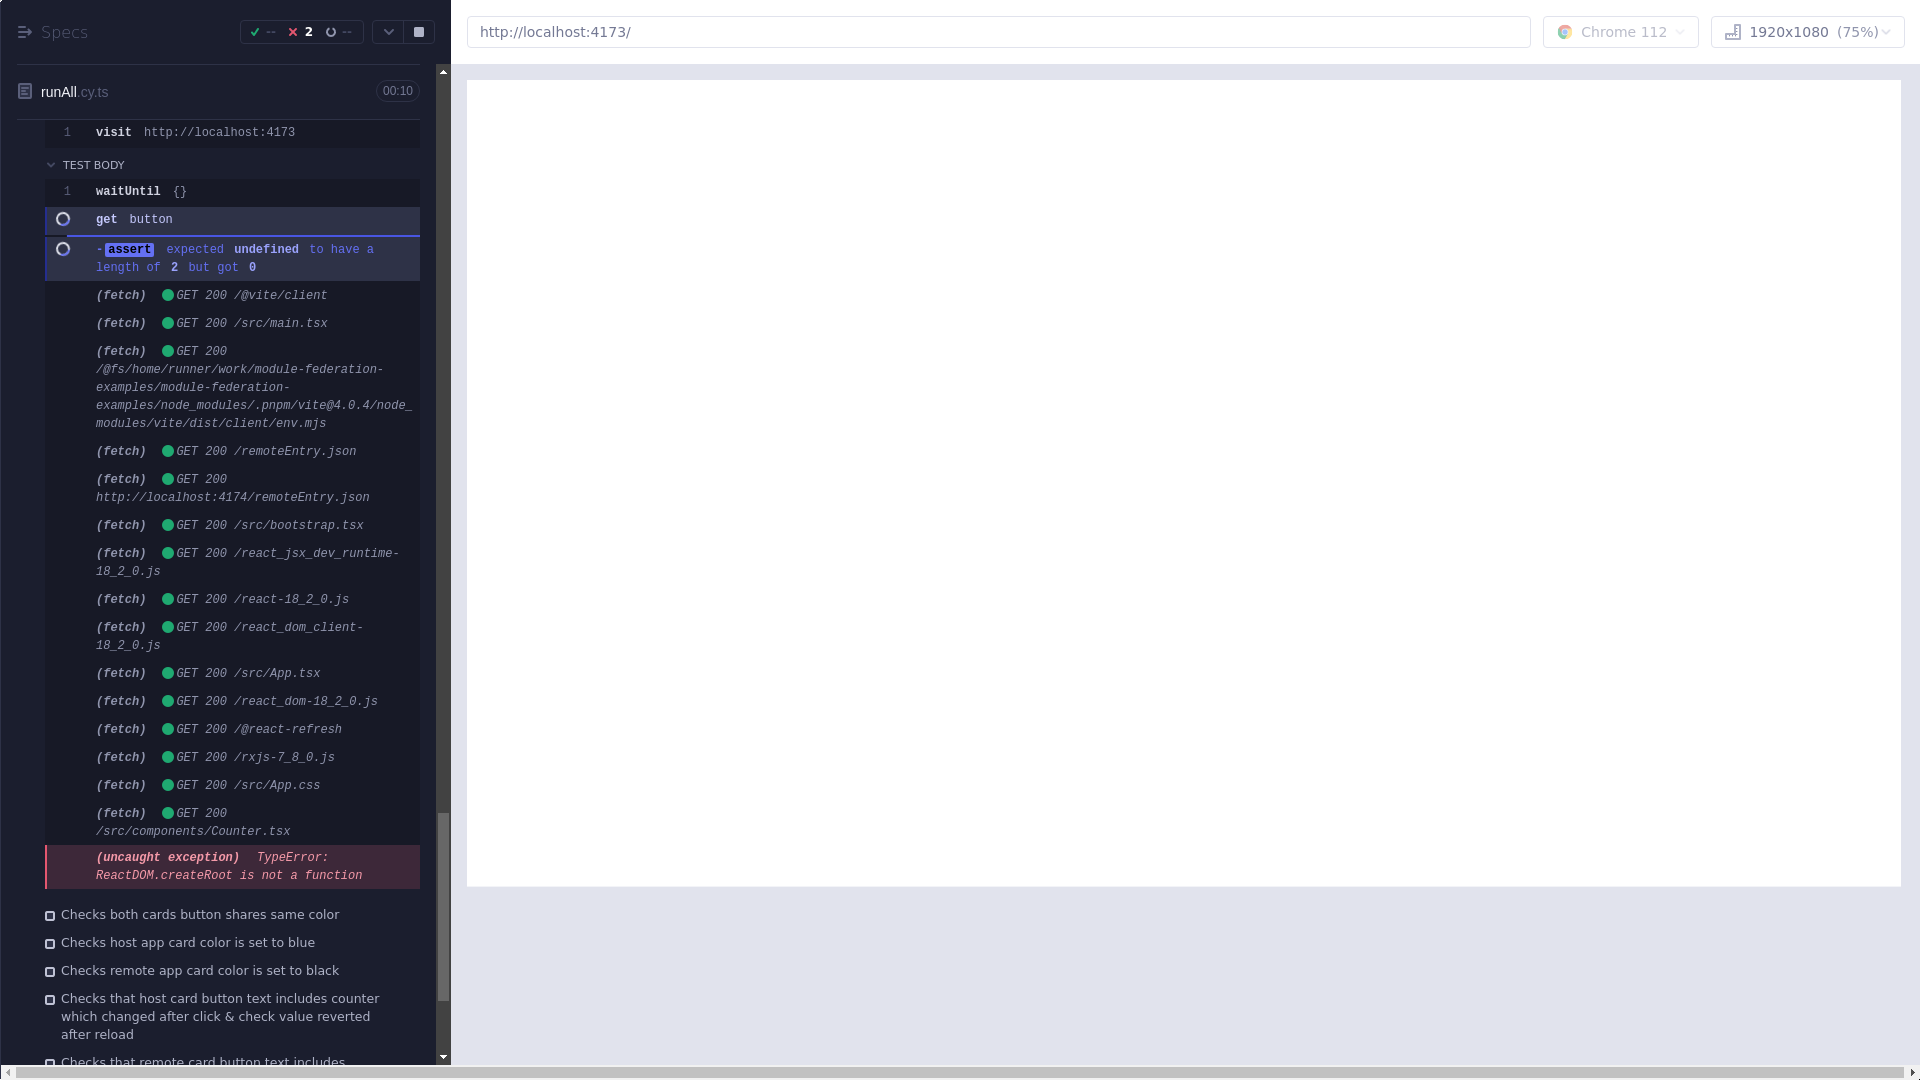 Specs
-- 2 --
runAll.cy.ts 00:10
1 visit http://localhost:4173
TEST BODY
1 waitUntil {}
get button
-assert expected undefined to have a
length of 2 but got 0
(fetch) GET 200 /@vite/client
(fetch) GET 200 /src/main.tsx
(fetch) GET 200
/@fs/home/runner/work/module-federation-
examples/module-federation-
examples/node_modules/.pnpm/vite@4.0.4/node_
modules/vite/dist/client/env.mjs
(fetch) GET 200 /remoteEntry.json
(fetch) GET 200
http://localhost:4174/remoteEntry.json
(fetch) GET 200 /src/bootstrap.tsx
(fetch) GET 200 /react_jsx_dev_runtime-
18_2_0.js
(fetch) GET 200 /react-18_2_0.js
(fetch) GET 200 /react_dom_client-
18_2_0.js
(fetch) GET 200 /src/App.tsx
(fetch) GET 200 /react_dom-18_2_0.js
(fetch) GET 200 /@react-refresh
(fetch) GET 200 /rxjs-7_8_0.js
(fetch) GET 200 /src/App.css
(fetch) GET 200
/src/components/Counter.tsx
(uncaught exception) TypeError:
ReactDOM.createRoot is not a function
Checks both cards button shares same color
Checks host app card color is set to blue
Checks remote app card color is set to black
Checks that host card button text includes counter
which changed after click & check value reverted
after reload
Checks that remote card button text includes
http://localhost:4173/
Chrome 112
1920x1080 (75%)